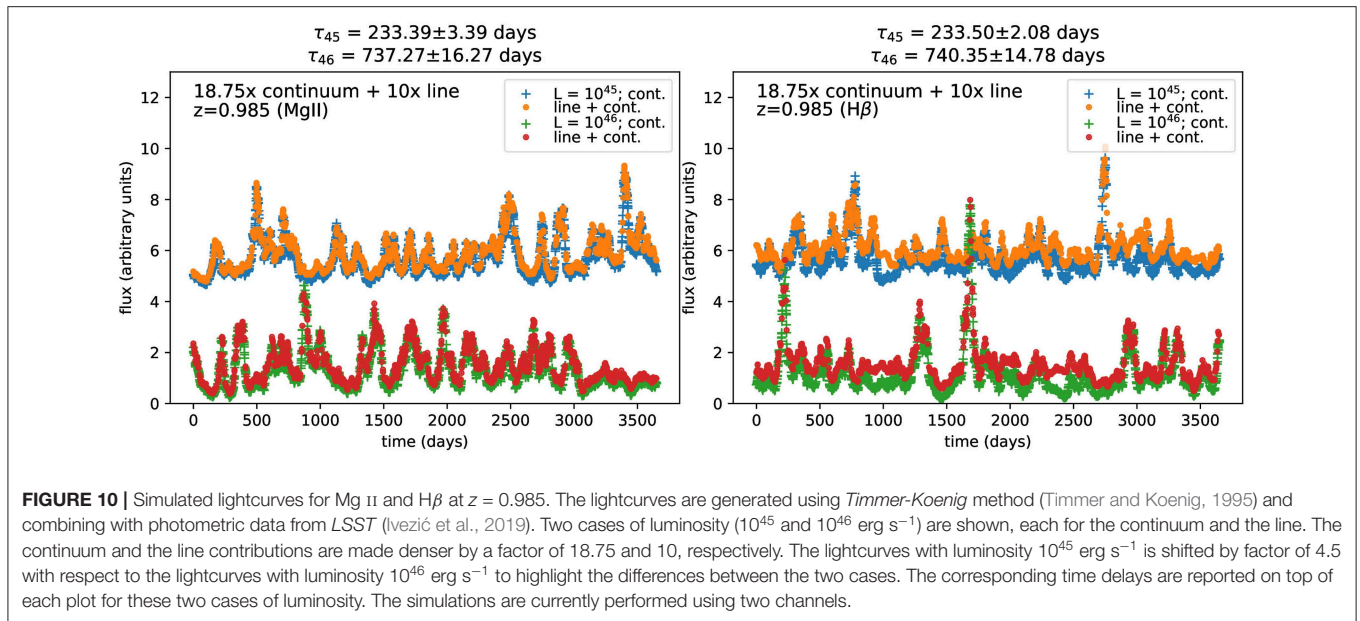 τ45 = 233.39±3.39 days
τ46 = 737.27±16.27 days
18.75x continuum + 10x line
z=0.985 (MgII)
L = 10^45; cont.
line + cont.
L = 10^46; cont.
line + cont.
12
10
8
6
4
2
0
flux (arbitrary units)
0 500 1000 1500 2000 2500 3000 3500
time (days)
τ45 = 233.50±2.08 days
τ46 = 740.35±14.78 days
18.75x continuum + 10x line
z=0.985 (Hβ)
L = 10^45; cont.
line + cont.
L = 10^46; cont.
line + cont.
12
10
8
6
4
2
0
flux (arbitrary units)
0 500 1000 1500 2000 2500 3000 3500
time (days)
FIGURE 10 | Simulated lightcurves for Mg II and Hβ at z = 0.985. The lightcurves are generated using Timmer-Koenig method (Timmer and Koenig, 1995) and
combining with photometric data from LSST (Ivezić et al., 2019). Two cases of luminosity (10^45 and 10^46 erg s^−1) are shown, each for the continuum and the line. The
continuum and the line contributions are made denser by a factor of 18.75 and 10, respectively. The lightcurves with luminosity 10^45 erg s^−1 is shifted by factor of 4.5
with respect to the lightcurves with luminosity 10^46 erg s^−1 to highlight the differences between the two cases. The corresponding time delays are reported on top of
each plot for these two cases of luminosity. The simulations are currently performed using two channels.